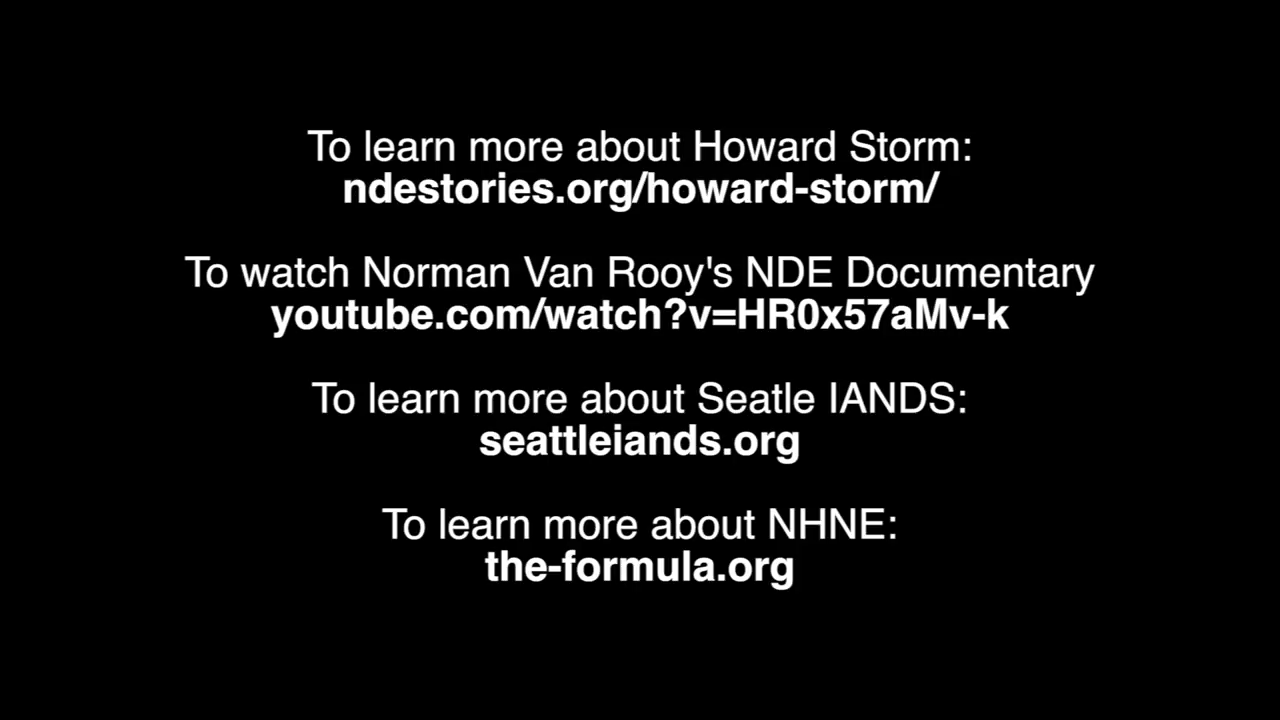 To learn more about Howard Storm:
ndestories.org/howard-storm/
To watch Norman Van Rooy's NDE Documentary
youtube.com/watch?v=HR0x57aMv-k
To learn more about Seatle IANDS:
seattleiands.org
To learn more about NHNE:
the-formula.org